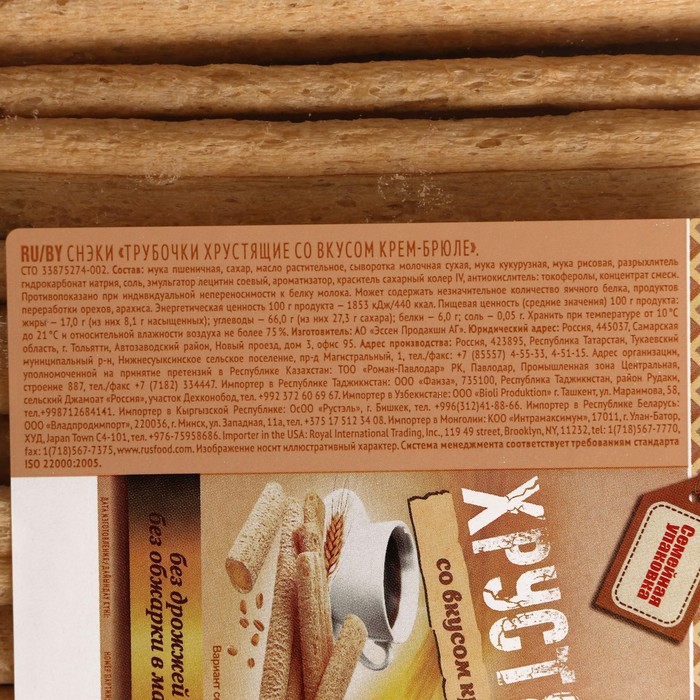 RU/BY СНЭКИ «ТРУБОЧКИ ХРУСТЯЩИЕ СО ВКУСОМ КРЕМ-БРЮЛЕ».
СТО 33875274-002. Состав: мука пшеничная, сахар, масло растительное, сыворотка молочная сухая, мука кукурузная, мука рисовая, разрыхлитель
гидрокарбонат натрия, соль, эмульгатор лецитин соевый, ароматизатор, краситель сахарный колер IV, антиокислители: токоферолы, концентрат смеси.
Противопоказано при индивидуальной непереносимости к белку молока. Может содержать незначительное количество яичного белка, продуктов
переработки орехов, арахиса. Энергетическая ценность 100 г продукта – 1853 кДж/440 ккал. Пищевая ценность (средние значения) 100 г продукта:
жиры – 17,0 г (из них 8,1 г насыщенных); углеводы – 66,0 г (из них 27,3 г сахара); белки – 6,0 г; соль – 0,05 г. Хранить при температуре от 10 °С
до 21 °С и относительной влажности воздуха не более 75 %. Изготовитель: АО «Эссен Продакшн АГ». Юридический адрес: Россия, 445037, Самарская
область, г. Тольятти, Автозаводский район, Новый проезд, дом 3, офис 95. Адрес производства: Россия, 423895, Республика Татарстан, Тукаевский
муниципальный р-н, Нижнесуыксинское сельское поселение, пр-д Магистральный, 1, тел./факс: +7 (85557) 4-55-33, 4-51-15. Адрес организации,
уполномоченной на принятие претензий в Республике Казахстан: ТОО «Роман-Павлодар» РК, Павлодар, Промышленная зона Центральная,
строение 887, тел./факс +7 (7182) 334447. Импортер в Республике Таджикистан: ООО «Фаиза», 735100, Республика Таджикистан, район Рудаки,
сельский Джамоат «Россия», участок Дехконобод, тел. +992 372 60 69 67. Импортер в Узбекистане: ООО «Bioli Produktion» г. Ташкент, ул. Мараимова, 58,
тел.+998712684141. Импортер в Кыргызской Республике: ОсОО «Рустэль», г. Бишкек, тел. +996(312)41-88-66. Импортер в Республике Беларусь:
ООО «Владпродимпорт», 220036, г. Минск, ул. Западная, 11а, тел. +375 17 512 34 08. Импортер в Монголии: КОО «Интрамаксимум», 17011, г. Улан-Батор,
ХУД, Japan Town C4-101, тел. +976-75958686. Importer in the USA: Royal International Trading, Inc., 119 49 street, Brooklyn, NY, 11232, tel: 1(718)567-7770,
fax: 1(718)567-7375, www.rusfood.com. Изображение носит иллюстративный характер. Система менеджмента соответствует требованиям стандарта
ISO 22000:2005.
ДАТА ИЗГОТОВЛЕНИЯ/ДАЙЫНДАУ КҮНІ:
НОМЕР ПАРТИИ
без дрожжей
без обжарки в ма
Вариант се
со вкусом к
ХРУСТ
Семейная
упаковка